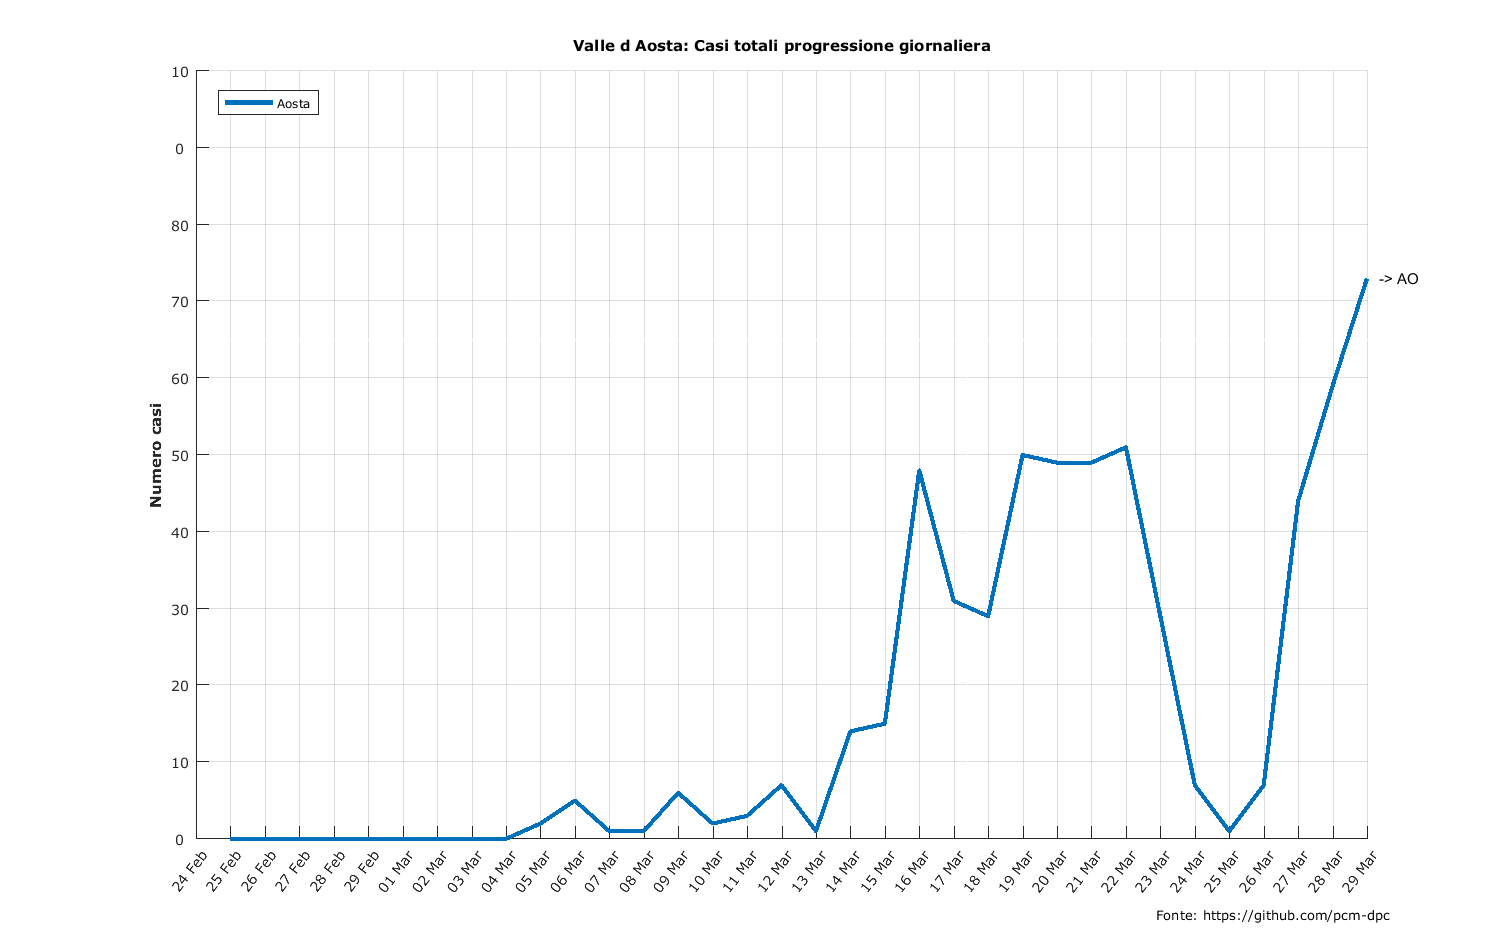 Valle d Aosta: Casi totali progressione giornaliera
10
0
80
70
60
50
40
30
20
10
0
Aosta
-> AO
Numero casi
24 Feb
25 Feb
26 Feb
27 Feb
28 Feb
29 Feb
01 Mar
02 Mar
03 Mar
04 Mar
05 Mar
06 Mar
07 Mar
08 Mar
09 Mar
10 Mar
11 Mar
12 Mar
13 Mar
14 Mar
15 Mar
16 Mar
17 Mar
18 Mar
19 Mar
20 Mar
21 Mar
22 Mar
23 Mar
24 Mar
25 Mar
26 Mar
27 Mar
28 Mar
29 Mar
Fonte: https://github.com/pcm-dpc